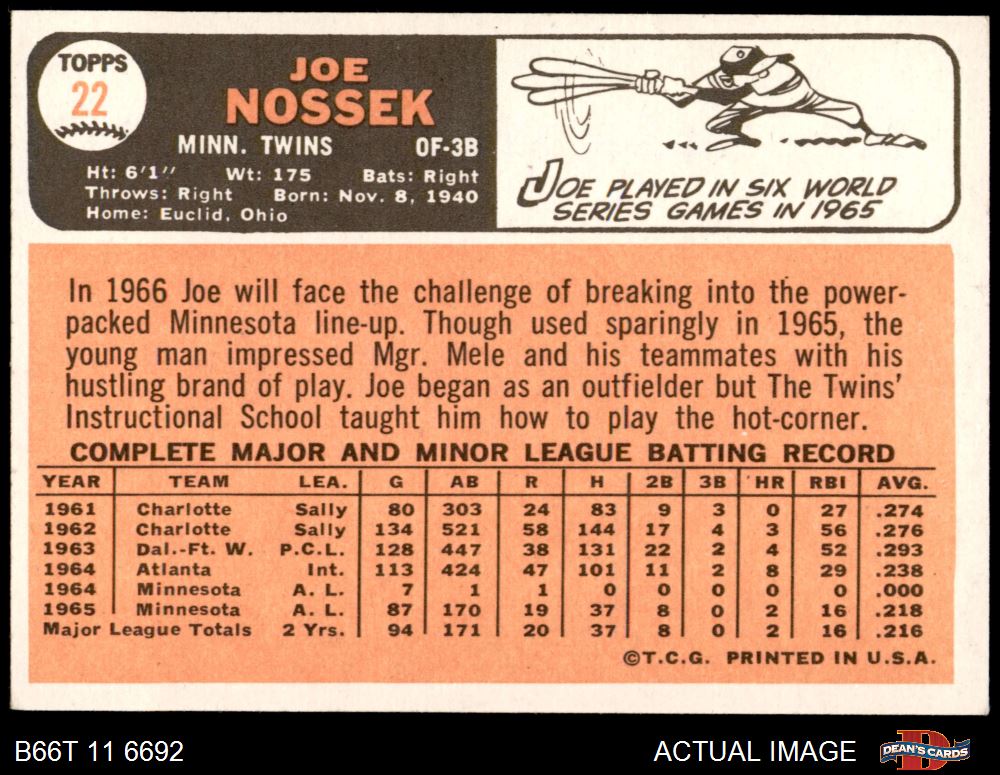 TOPPS
22
JOE
NOSSEK
MINN. TWINS OF-3B
Ht: 6'1" Wt: 175 Bats: Right
Throws: Right Born: Nov. 8, 1940
Home: Euclid, Ohio
JOE PLAYED IN SIX WORLD
SERIES GAMES IN 1965
In 1966 Joe will face the challenge of breaking into the power-
packed Minnesota line-up. Though used sparingly in 1965, the
young man impressed Mgr. Mele and his teammates with his
hustling brand of play. Joe began as an outfielder but The Twins'
Instructional School taught him how to play the hot-corner.
COMPLETE MAJOR AND MINOR LEAGUE BATTING RECORD
YEAR TEAM LEA. G AB R H 2B 3B HR RBI AVG.
1961 Charlotte Sally 80 303 24 83 9 3 0 27 .274
1962 Charlotte Sally 134 521 58 144 17 4 3 56 .276
1963 Dal.-Ft. W. P.C.L. 128 447 38 131 22 2 4 52 .293
1964 Atlanta Int. 113 424 47 101 11 2 8 29 .238
1964 Minnesota A. L. 7 1 1 0 0 0 0 0 .000
1965 Minnesota A. L. 87 170 19 37 8 0 2 16 .218
Major League Totals 2 Yrs. 94 171 20 37 8 0 2 16 .216
©T.C.G. PRINTED IN U.S.A.
B66T 11 6692 ACTUAL IMAGE DEAN'S CARDS